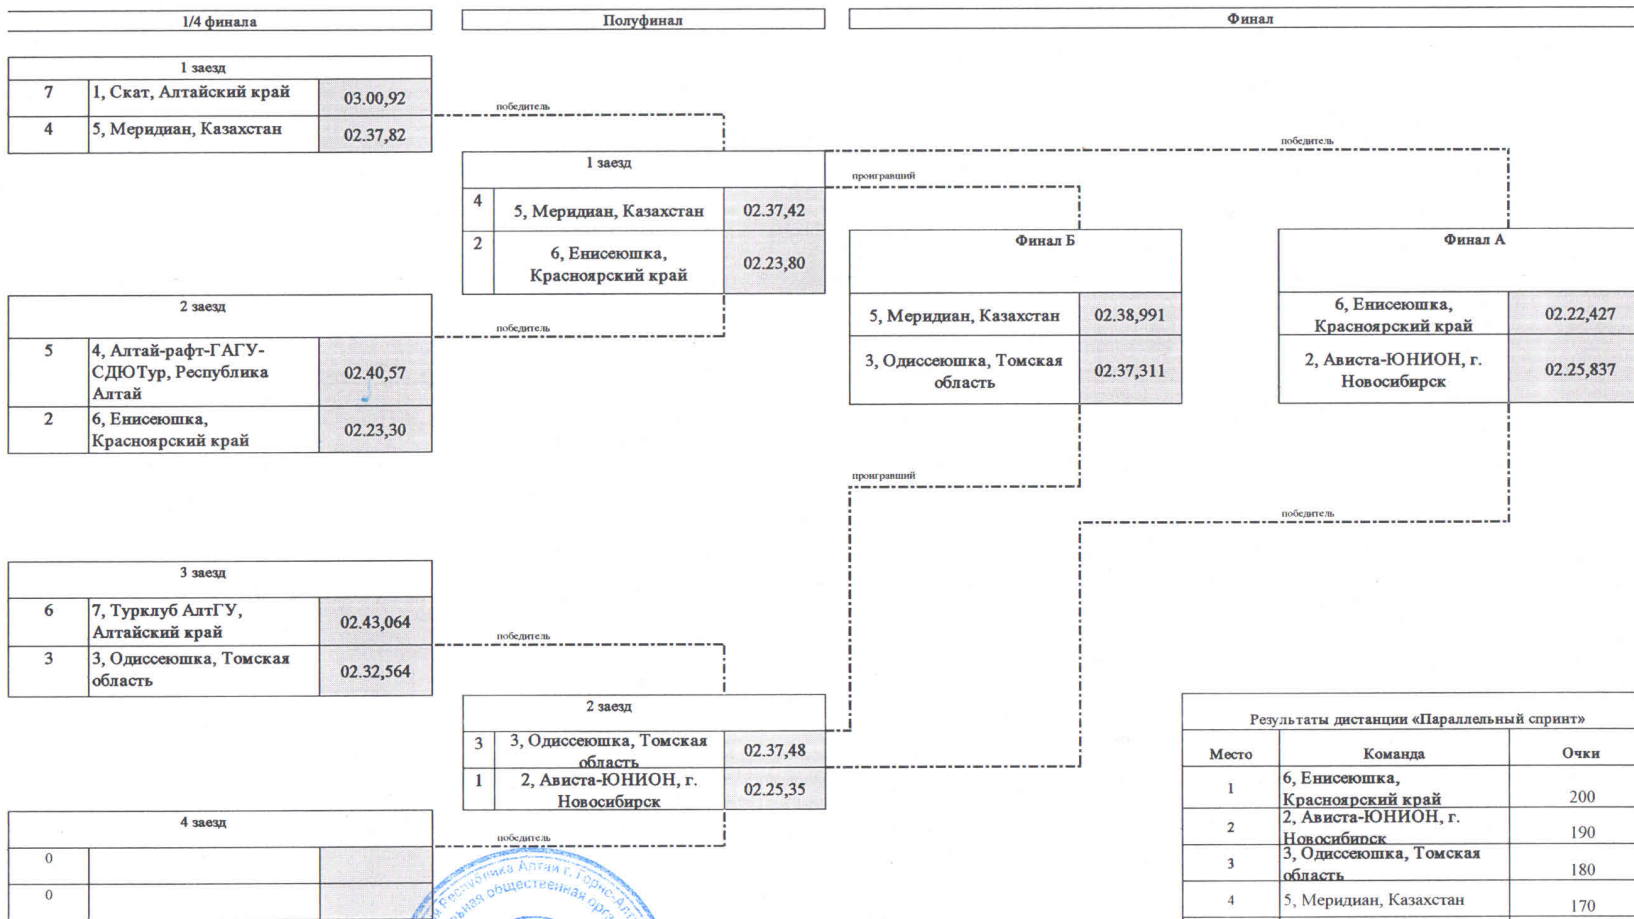 1/4 финала
Полуфинал
Финал
1 заезд
7 1, Скат, Алтайский край 03.00,92
4 5, Меридиан, Казахстан 02.37,82
победитель
2 заезд
5 4, Алтай-рафт-ГАГУ-
СДЮТур, Республика 02.40,57
Алтай
2 6, Енисеюшка,
Красноярский край 02.23,30
победитель
3 заезд
6 7, Турклуб АлтГУ,
Алтайский край 02.43,064
3 3, Одиссеюшка, Томская
область 02.32,564
победитель
4 заезд
0
0
победитель
1 заезд
4 5, Меридиан, Казахстан 02.37,42
2 6, Енисеюшка,
Красноярский край 02.23,80
победитель
проигравший
2 заезд
3 3, Одиссеюшка, Томская
область 02.37,48
1 2, Ависта-ЮНИОН, г.
Новосибирск 02.25,35
проигравший
победитель
Финал Б
5, Меридиан, Казахстан 02.38,991
3, Одиссеюшка, Томская
область 02.37,311
Финал А
6, Енисеюшка,
Красноярский край 02.22,427
2, Ависта-ЮНИОН, г.
Новосибирск 02.25,837
Результаты дистанции «Параллельный спринт»
Место Команда Очки
1 6, Енисеюшка,
Красноярский край 200
2 2, Ависта-ЮНИОН, г.
Новосибирск 190
3 3, Одиссеюшка, Томская
область 180
4 5, Меридиан, Казахстан 170
Республика Алтай г. Горно-Алт
общественная